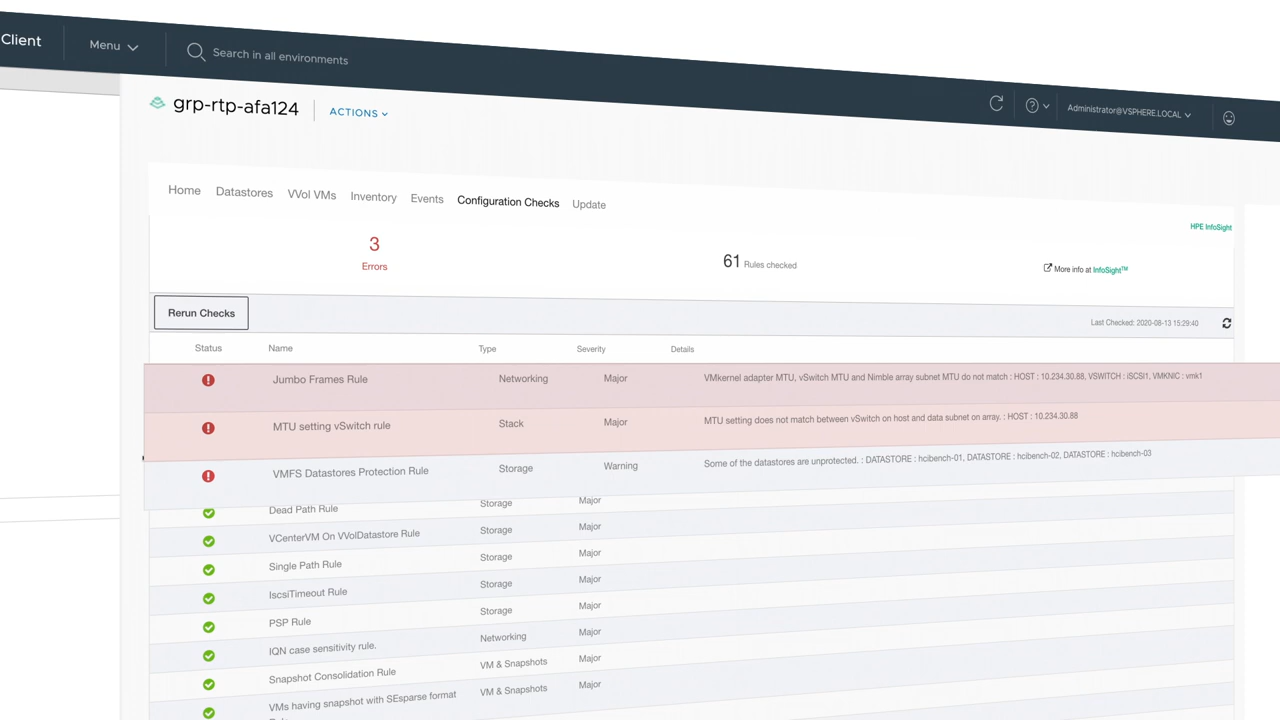 Client
Menu
Search in all environments
Administrator@VSPHERE.LOCAL
grp-rtp-afa124
ACTIONS
Home Datastores VVol VMs Inventory Events Configuration Checks Update
HPE InfoSight
3
Errors
61 Rules checked
More info at InfoSight™
Rerun Checks
Last Checked: 2020-08-13 15:29:40
Status Name Type Severity Details
Jumbo Frames Rule Networking Major VMkernel adapter MTU, vSwitch MTU and Nimble array subnet MTU do not match : HOST : 10.234.30.88, VSWITCH : iSCSI1, VMKNIC : vmk1
MTU setting vSwitch rule Stack Major MTU setting does not match between vSwitch on host and data subnet on array. : HOST : 10.234.30.88
VMFS Datastores Protection Rule Storage Warning Some of the datastores are unprotected. : DATASTORE : hcibench-01, DATASTORE : hcibench-02, DATASTORE : hcibench-03
Dead Path Rule Storage Major
VCenterVM On VVolDatastore Rule Storage Major
Single Path Rule Storage Major
IscsiTimeout Rule Storage Major
PSP Rule Storage Major
IQN case sensitivity rule. Networking Major
Snapshot Consolidation Rule VM & Snapshots Major
VMs having snapshot with SEsparse format VM & Snapshots Major